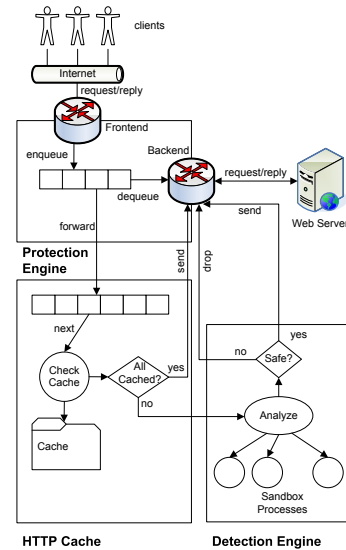 clients
Internet
request/reply
Frontend
enqueue
Backend
request/reply
dequeue
send
Web Server
forward
Protection
Engine
send
drop
next
Check
Cache
All
Cached?
yes
no
Cache
yes
no
Safe?
Analyze
Sandbox
Processes
HTTP Cache
Detection Engine